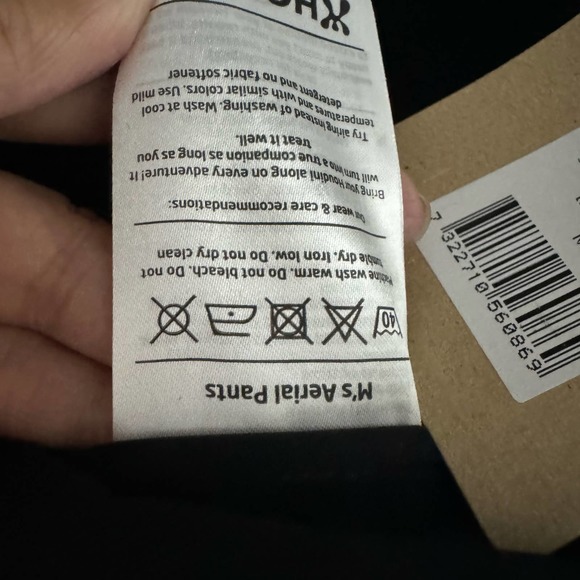 M's Aerial Pants
40
Machine wash warm. Do not bleach. Do not
tumble dry. Iron low. Do not dry clean
Our wear & care recommendations:
Bring your Houdini along on every adventure! It
will turn into a true companion as long as you
treat it well.
Try airing instead of washing. Wash at cool
temperatures and with similar colors. Use mild
detergent and no fabric softener
7 322710 560869